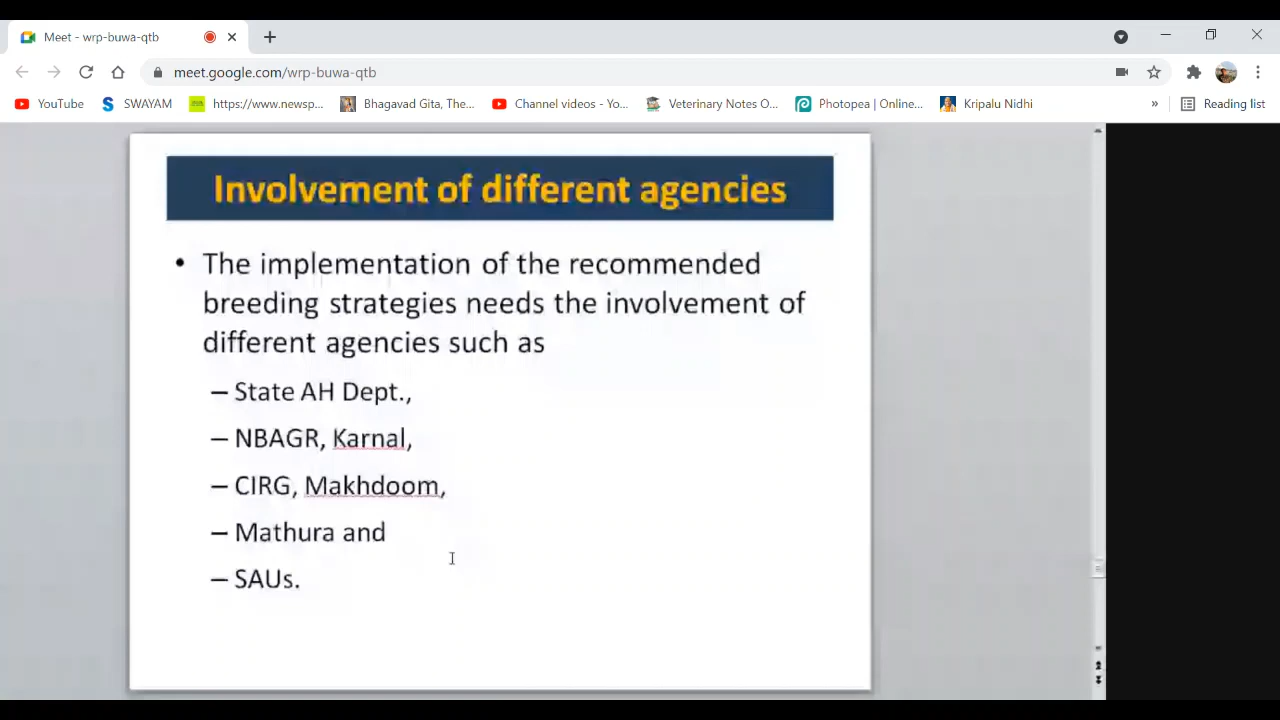 Meet - wrp-buwa-qtb
meet.google.com/wrp-buwa-qtb
YouTube SWAYAM https://www.newsp... Bhagavad Gita, The... Channel videos - Yo... Veterinary Notes O... Photopea | Online... Kripalu Nidhi » Reading list
Involvement of different agencies
• The implementation of the recommended
breeding strategies needs the involvement of
different agencies such as
– State AH Dept.,
– NBAGR, Karnal,
– CIRG, Makhdoom,
– Mathura and
– SAUs.